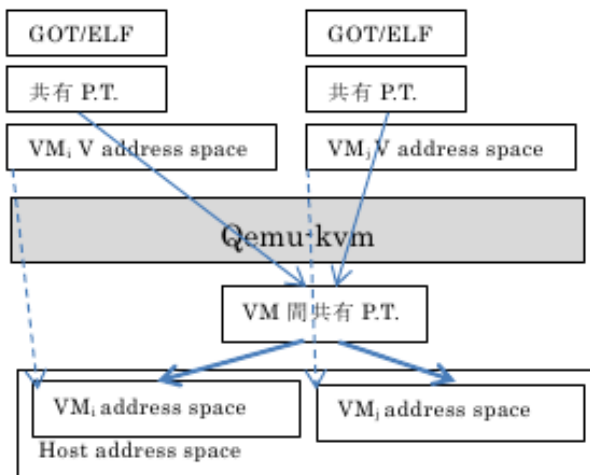 GOT/ELF
GOT/ELF
共有 P.T.
共有 P.T.
VMi V address space
VMj V address space
Qemu-kvm
VM 間共有 P.T.
VMi address space
VMj address space
Host address space